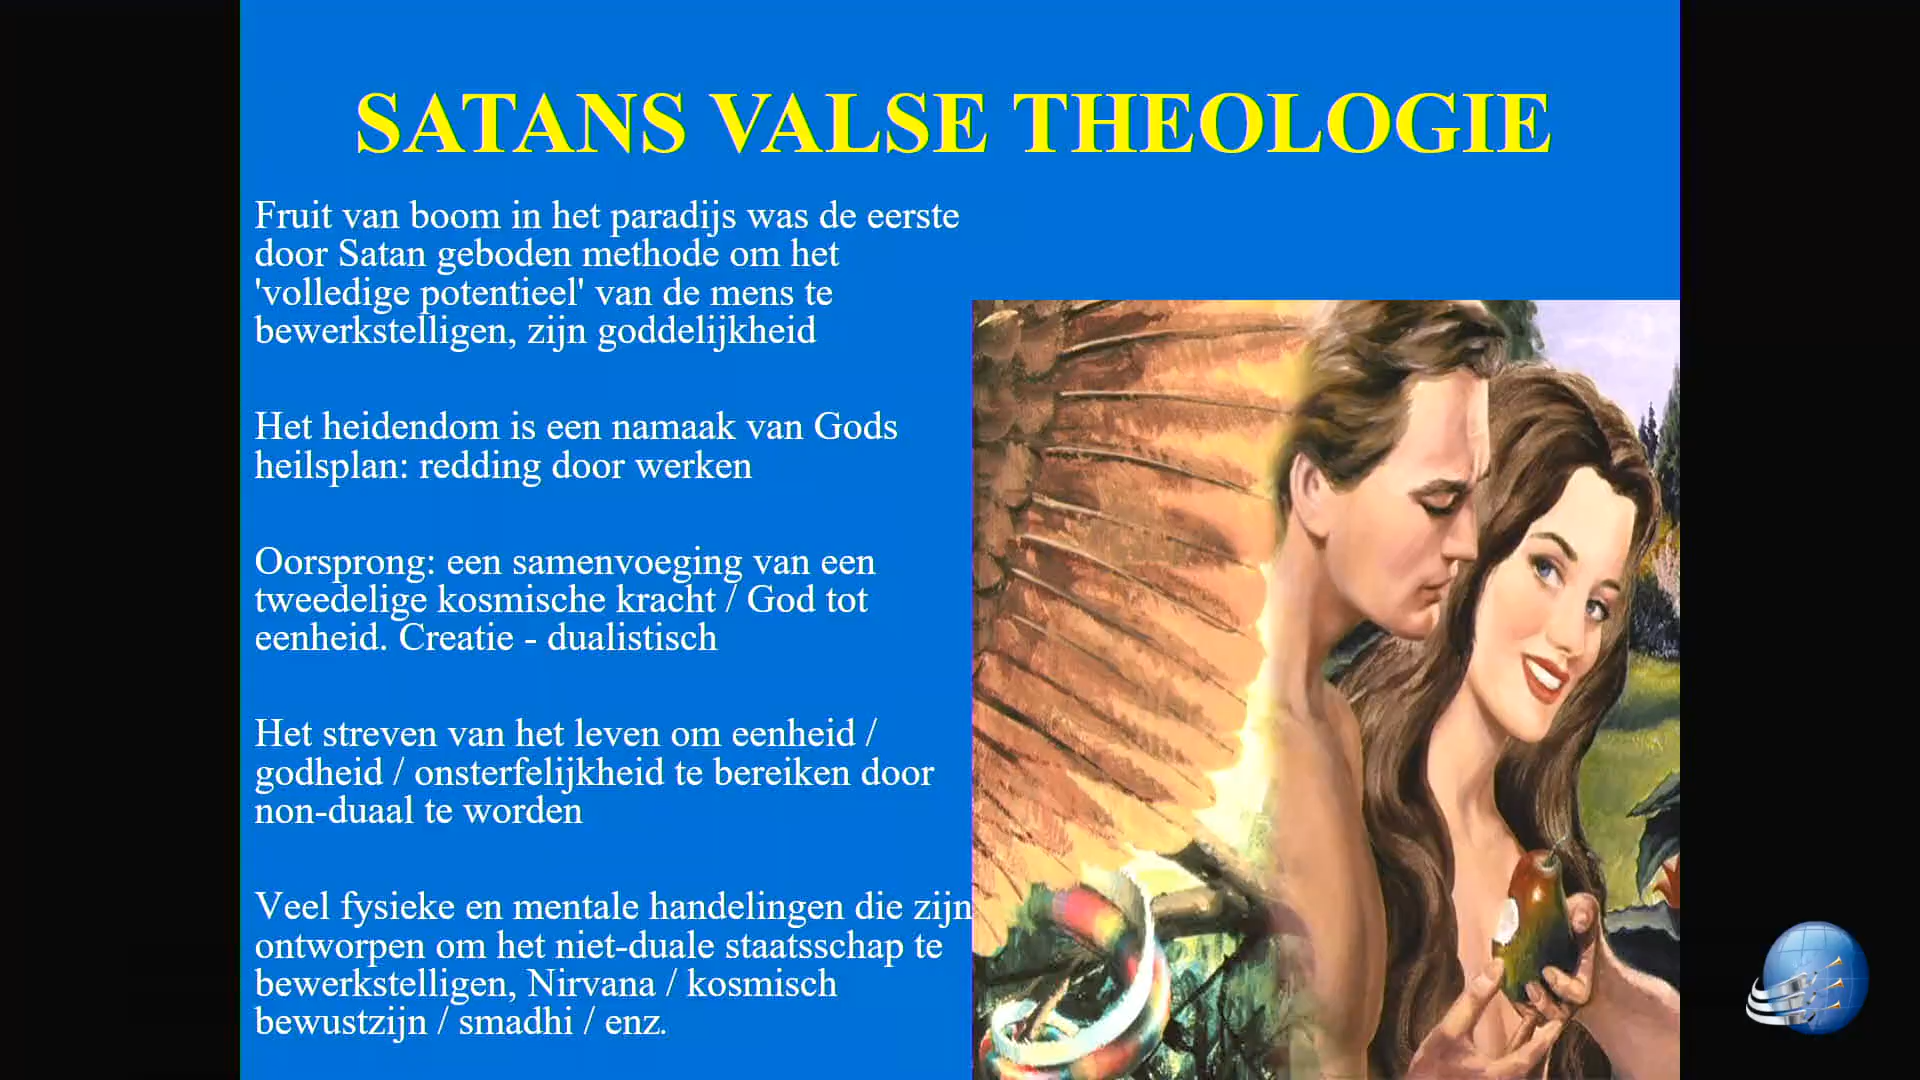 SATANS VALSE THEOLOGIE
Fruit van boom in het paradijs was de eerste
door Satan geboden methode om het
'volledige potentieel' van de mens te
bewerkstelligen, zijn goddelijkheid
Het heidendom is een namaak van Gods
heilsplan: redding door werken
Oorsprong: een samenvoeging van een
tweedelige kosmische kracht / God tot
eenheid. Creatie - dualistisch
Het streven van het leven om eenheid /
godheid / onsterfelijkheid te bereiken door
non-duaal te worden
Veel fysieke en mentale handelingen die zijn
ontworpen om het niet-duale staatsschap te
bewerkstelligen, Nirvana / kosmisch
bewustzijn / smadhi / enz.